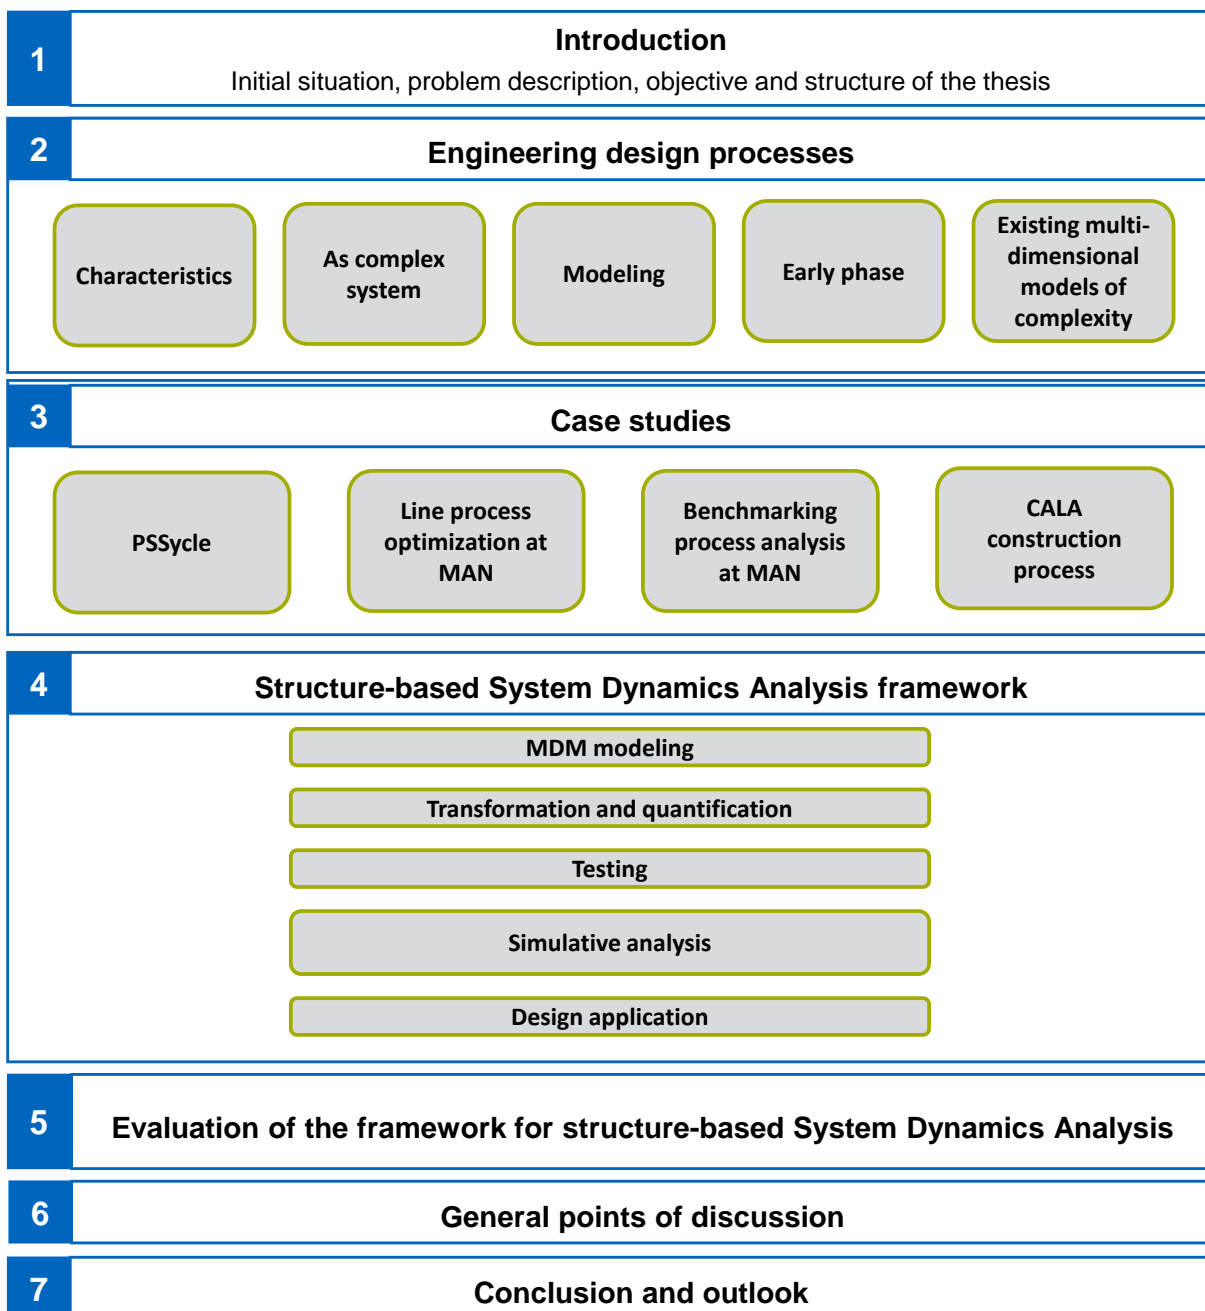 1
Introduction
Initial situation, problem description, objective and structure of the thesis
2
Engineering design processes
Characteristics
As complex
system
Modeling
Early phase
Existing multi-
dimensional
models of
complexity
3
Case studies
PSSycle
Line process
optimization at
MAN
Benchmarking
process analysis
at MAN
CALA
construction
process
4
Structure-based System Dynamics Analysis framework
MDM modeling
Transformation and quantification
Testing
Simulative analysis
Design application
5
Evaluation of the framework for structure-based System Dynamics Analysis
6
General points of discussion
7
Conclusion and outlook